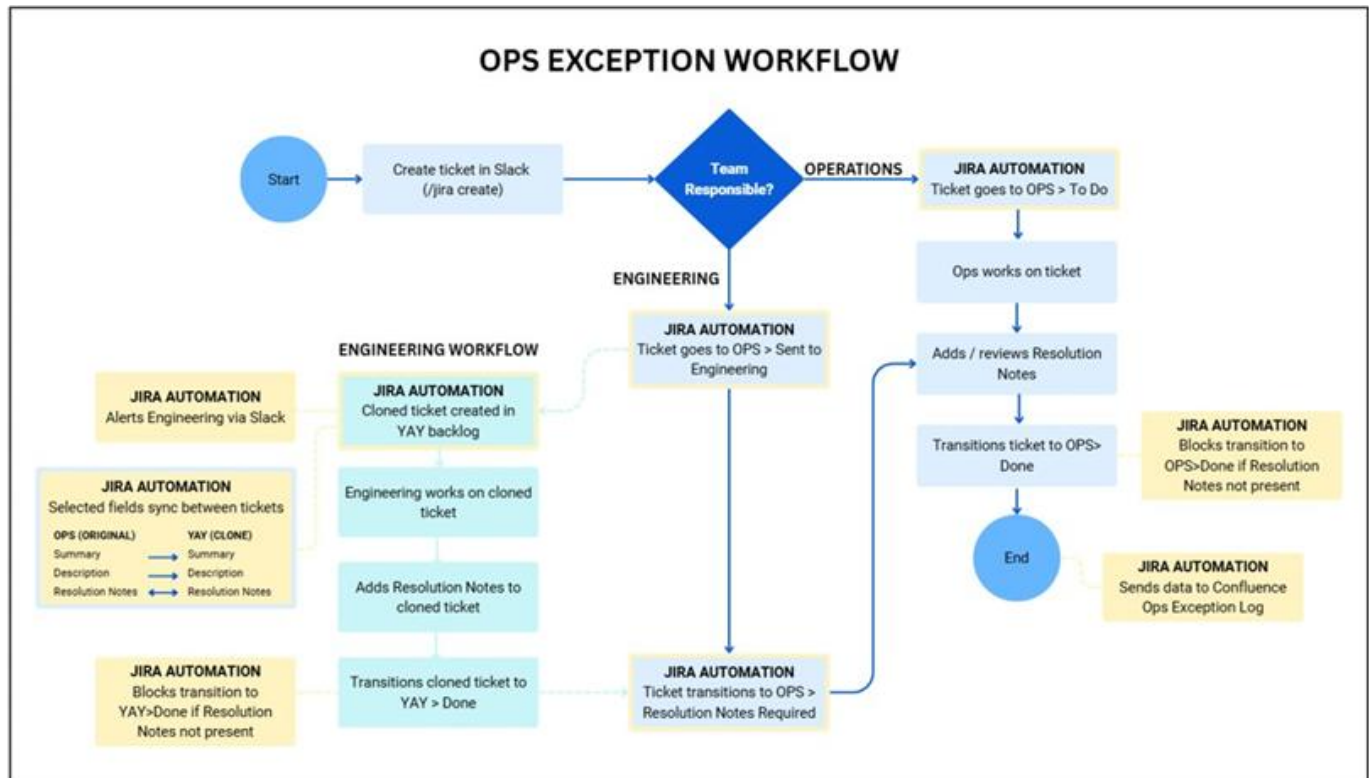 OPS EXCEPTION WORKFLOW
Start
Create ticket in Slack
(/jira create)
Team
Responsible?
OPERATIONS
JIRA AUTOMATION
Ticket goes to OPS > To Do
Ops works on ticket
ENGINEERING
JIRA AUTOMATION
Ticket goes to OPS > Sent to
Engineering
Adds / reviews Resolution
Notes
ENGINEERING WORKFLOW
JIRA AUTOMATION
Cloned ticket created in
YAY backlog
JIRA AUTOMATION
Alerts Engineering via Slack
Transitions ticket to OPS>
Done
JIRA AUTOMATION
Blocks transition to
OPS>Done if Resolution
Notes not present
JIRA AUTOMATION
Selected fields sync between tickets
OPS (ORIGINAL) YAY (CLONE)
Summary Summary
Description Description
Resolution Notes Resolution Notes
Engineering works on cloned
ticket
End
JIRA AUTOMATION
Sends data to Confluence
Ops Exception Log
Adds Resolution Notes to
cloned ticket
JIRA AUTOMATION
Blocks transition to
YAY>Done if Resolution
Notes not present
Transitions cloned ticket to
YAY > Done
JIRA AUTOMATION
Ticket transitions to OPS >
Resolution Notes Required